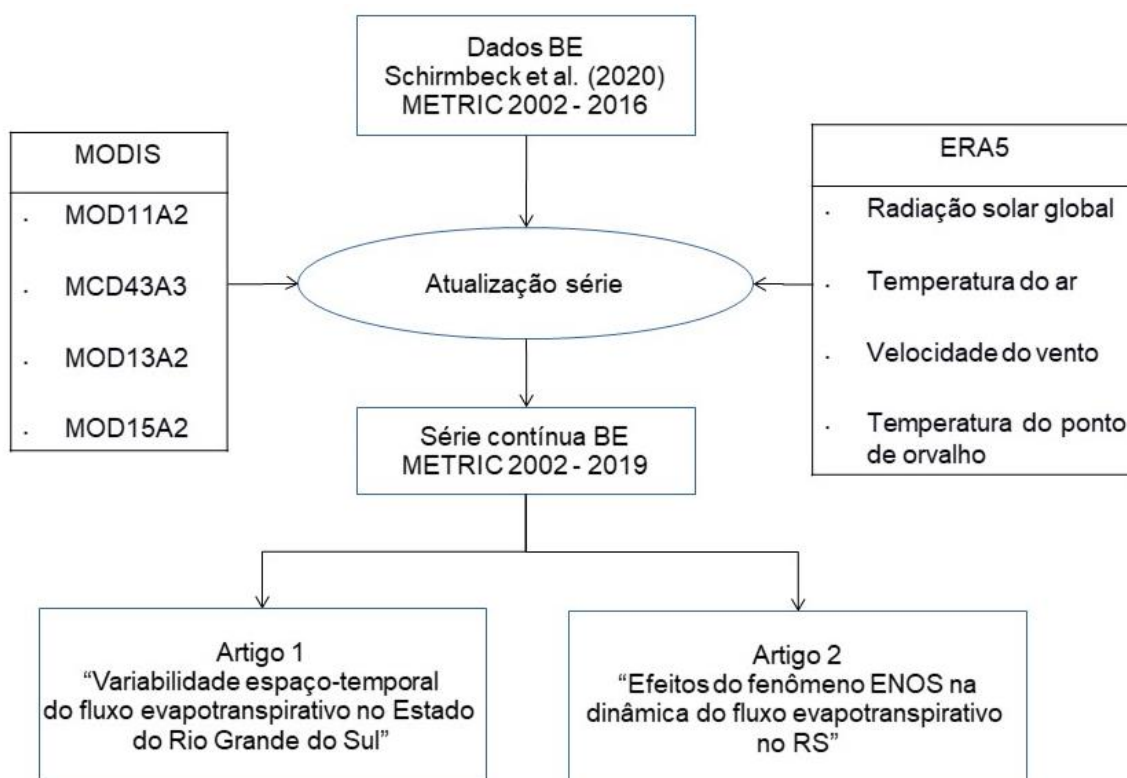 Dados BE
Schirmbeck et al. (2020)
METRIC 2002 - 2016
MODIS
. MOD11A2
. MCD43A3
. MOD13A2
. MOD15A2
ERA5
. Radiação solar global
. Temperatura do ar
. Velocidade do vento
. Temperatura do ponto
de orvalho
Atualização série
Série contínua BE
METRIC 2002 - 2019
Artigo 1
“Variabilidade espaço-temporal
do fluxo evapotranspirativo no Estado
do Rio Grande do Sul”
Artigo 2
“Efeitos do fenômeno ENOS na
dinâmica do fluxo evapotranspirativo
no RS”